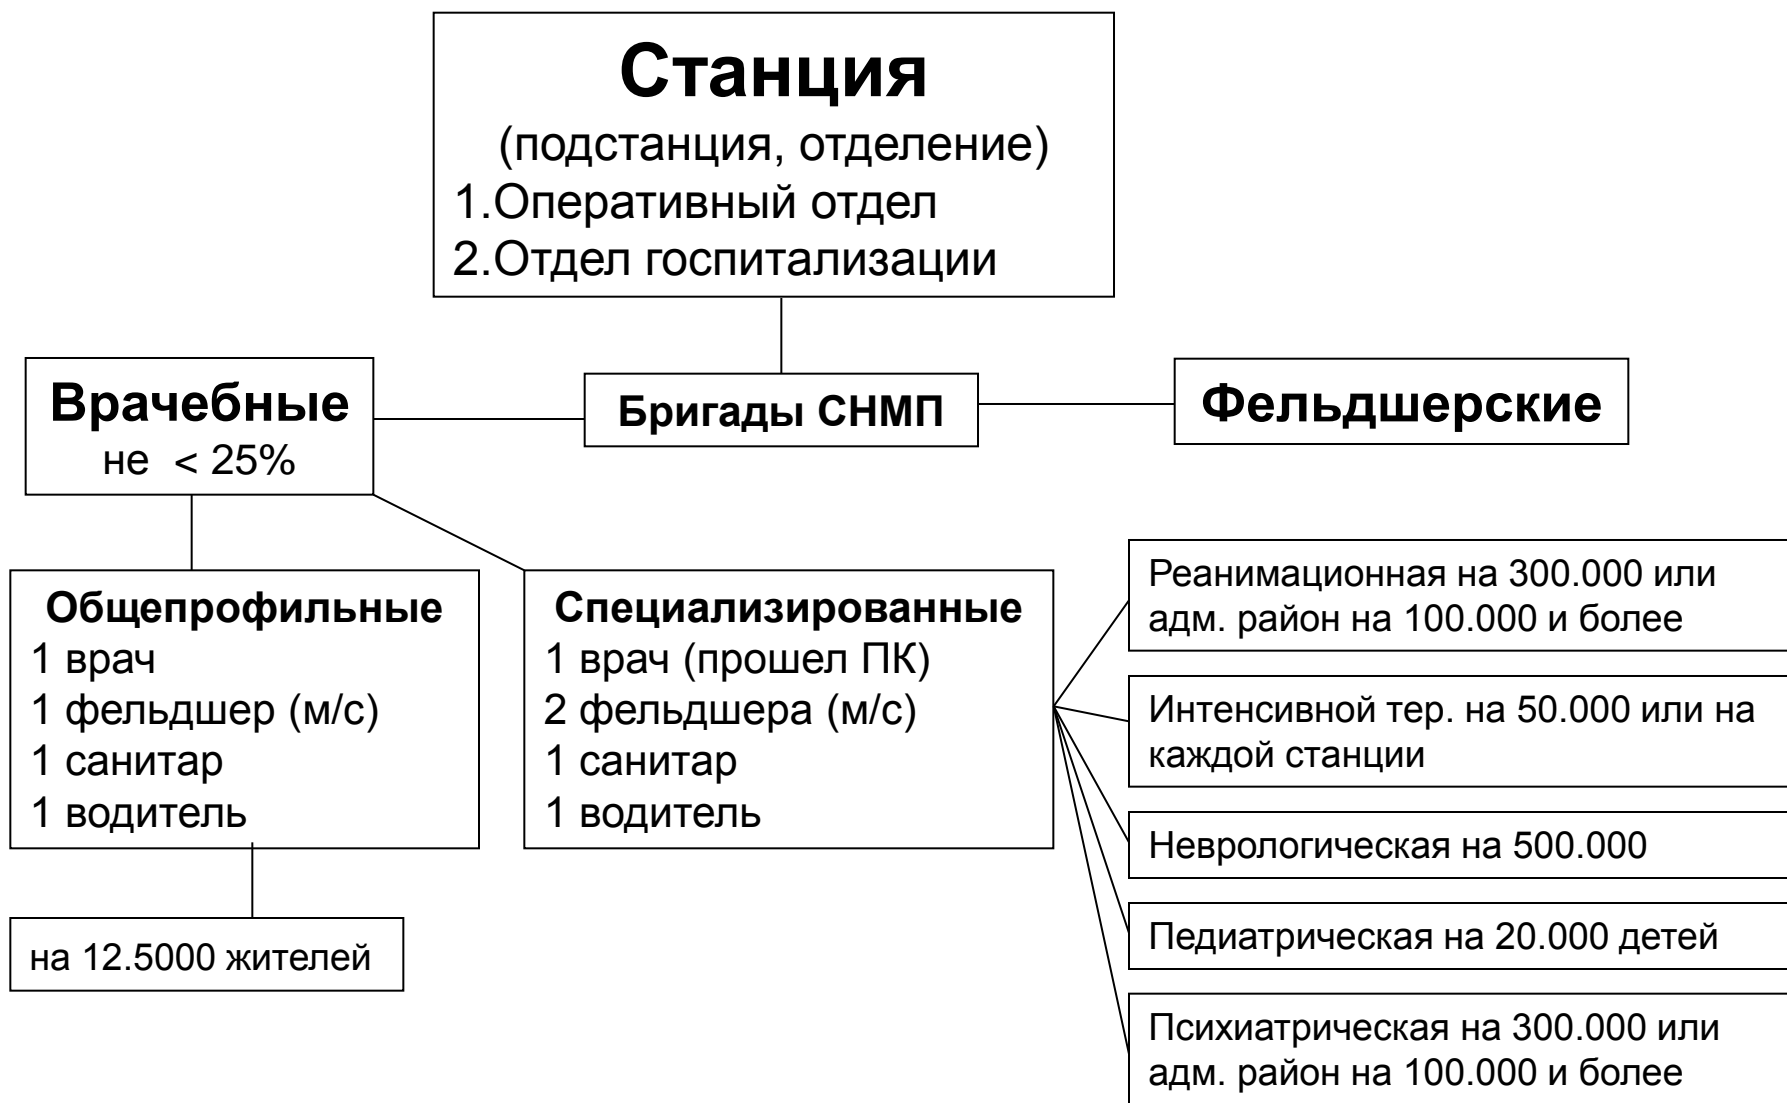 Станция
(подстанция, отделение)
1.Оперативный отдел
2.Отдел госпитализации
Врачебные
не < 25%
Бригады СНМП
Фельдшерские
Общепрофильные
1 врач
1 фельдшер (м/с)
1 санитар
1 водитель
на 12.5000 жителей
Специализированные
1 врач (прошел ПК)
2 фельдшера (м/с)
1 санитар
1 водитель
Реанимационная на 300.000 или
адм. район на 100.000 и более
Интенсивной тер. на 50.000 или на
каждой станции
Неврологическая на 500.000
Педиатрическая на 20.000 детей
Психиатрическая на 300.000 или
адм. район на 100.000 и более